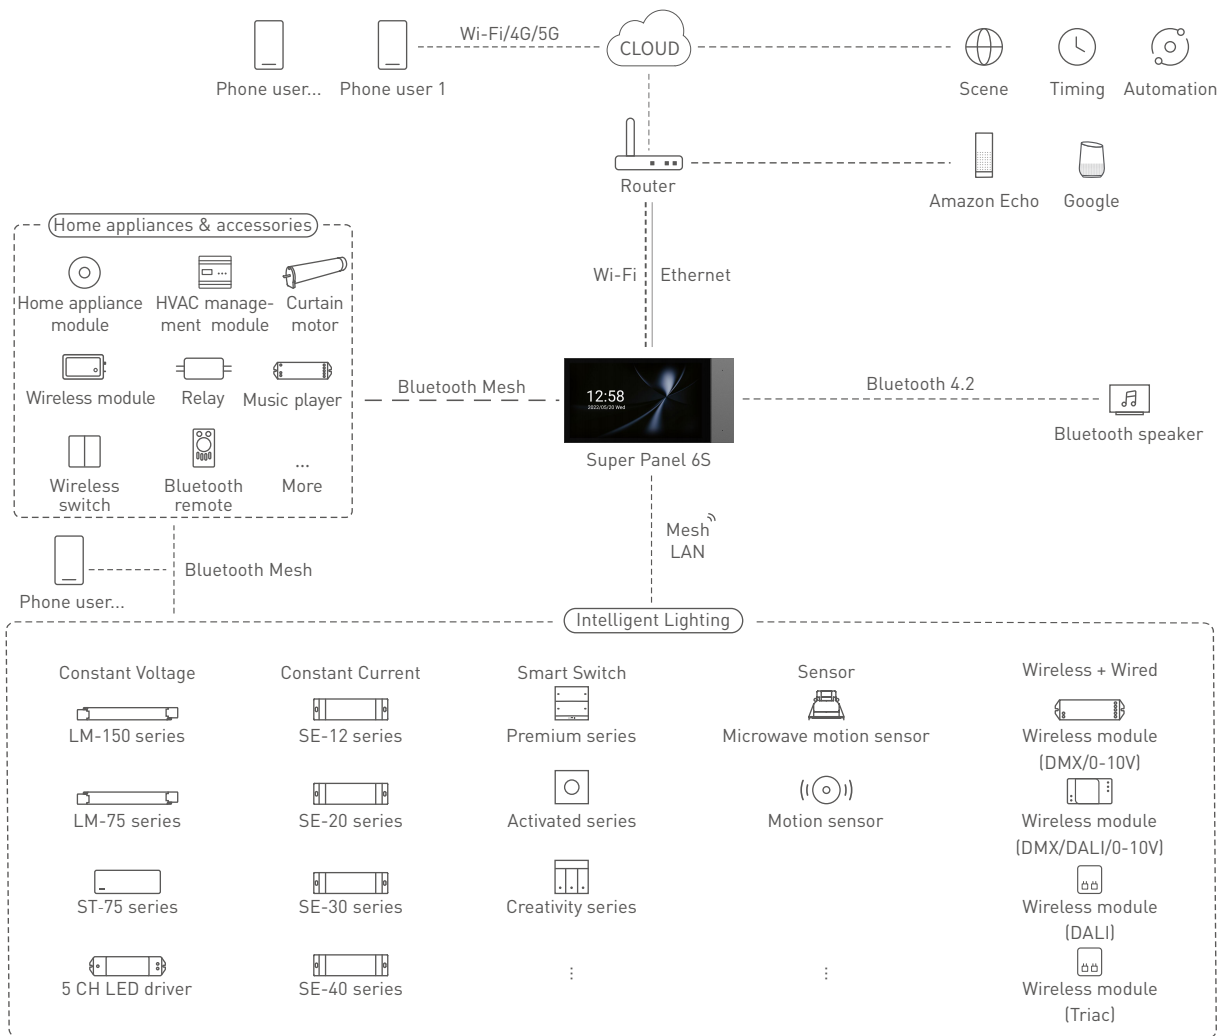 Wi-Fi/4G/5G
CLOUD
Phone user...
Phone user 1
Scene
Timing
Automation
Router
Amazon Echo
Google
Home appliances & accessories
Home appliance
module
HVAC manage-
ment module
Curtain
motor
Wireless module
Relay
Music player
Wireless
switch
Bluetooth
remote
...
More
Wi-Fi
Ethernet
Bluetooth Mesh
12:58
2022/05/20 Wed
Super Panel 6S
Bluetooth 4.2
Bluetooth speaker
Mesh
LAN
Phone user...
Bluetooth Mesh
Intelligent Lighting
Constant Voltage
LM-150 series
LM-75 series
ST-75 series
5 CH LED driver
Constant Current
SE-12 series
SE-20 series
SE-30 series
SE-40 series
Smart Switch
Premium series
Activated series
Creativity series
⋮
Sensor
Microwave motion sensor
Motion sensor
⋮
Wireless + Wired
Wireless module
(DMX/0-10V)
Wireless module
(DMX/DALI/0-10V)
Wireless module
(DALI)
Wireless module
(Triac)